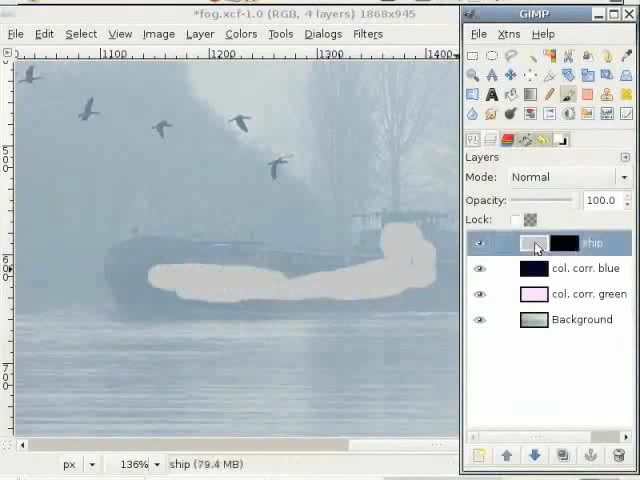 *fog.xcf-1.0 (RGB, 4 layers) 1868x945
GIMP
File Edit Select View Image Layer Colors Tools Dialogs Filters
File Xtns Help
1100 1200 1300 1400
Layers
Mode: Normal
Opacity: 100.0
Lock:
ship
col. corr. blue
col. corr. green
Background
px 136% ship (79.4 MB)